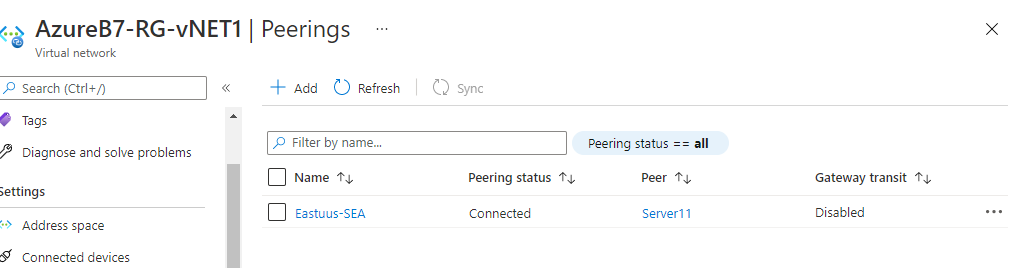 AzureB7-RG-vNET1 | Peerings ...
Virtual network
Search (Ctrl+/) «
+ Add Refresh Sync
Tags
Diagnose and solve problems
Settings
Address space
Connected devices
Filter by name... Peering status == all
Name ↑↓ Peering status ↑↓ Peer ↑↓ Gateway transit ↑↓
Eastuus-SEA Connected Server11 Disabled ...